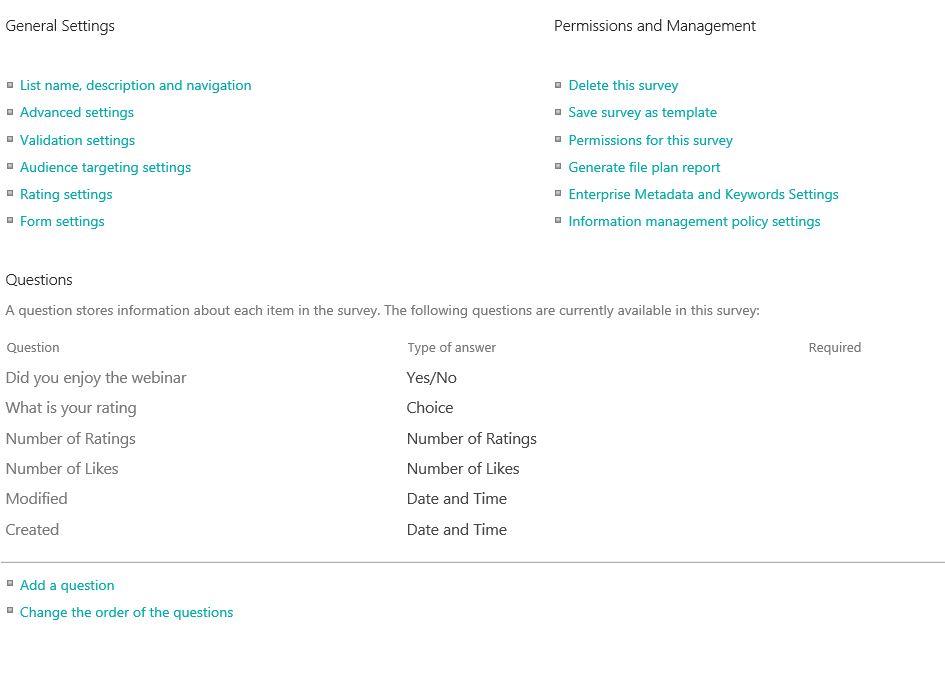 General Settings
Permissions and Management
List name, description and navigation
Delete this survey
Advanced settings
Save survey as template
Validation settings
Permissions for this survey
Audience targeting settings
Generate file plan report
Rating settings
Enterprise Metadata and Keywords Settings
Form settings
Information management policy settings
Questions
A question stores information about each item in the survey. The following questions are currently available in this survey:
Question Type of answer Required
Did you enjoy the webinar Yes/No
What is your rating Choice
Number of Ratings Number of Ratings
Number of Likes Number of Likes
Modified Date and Time
Created Date and Time
Add a question
Change the order of the questions